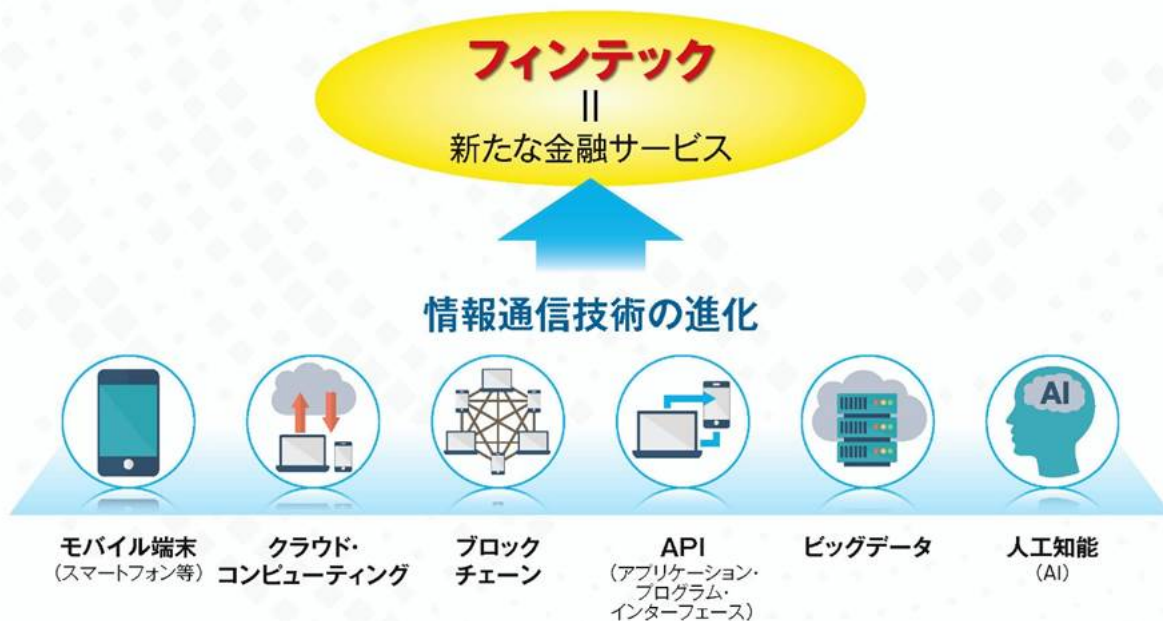 フィンテック
＝
新たな金融サービス
情報通信技術の進化
AI
モバイル端末
（スマートフォン等）
クラウド・
コンピューティング
ブロック
チェーン
API
（アプリケーション・
プログラム・
インターフェース）
ビッグデータ
人工知能
（AI）